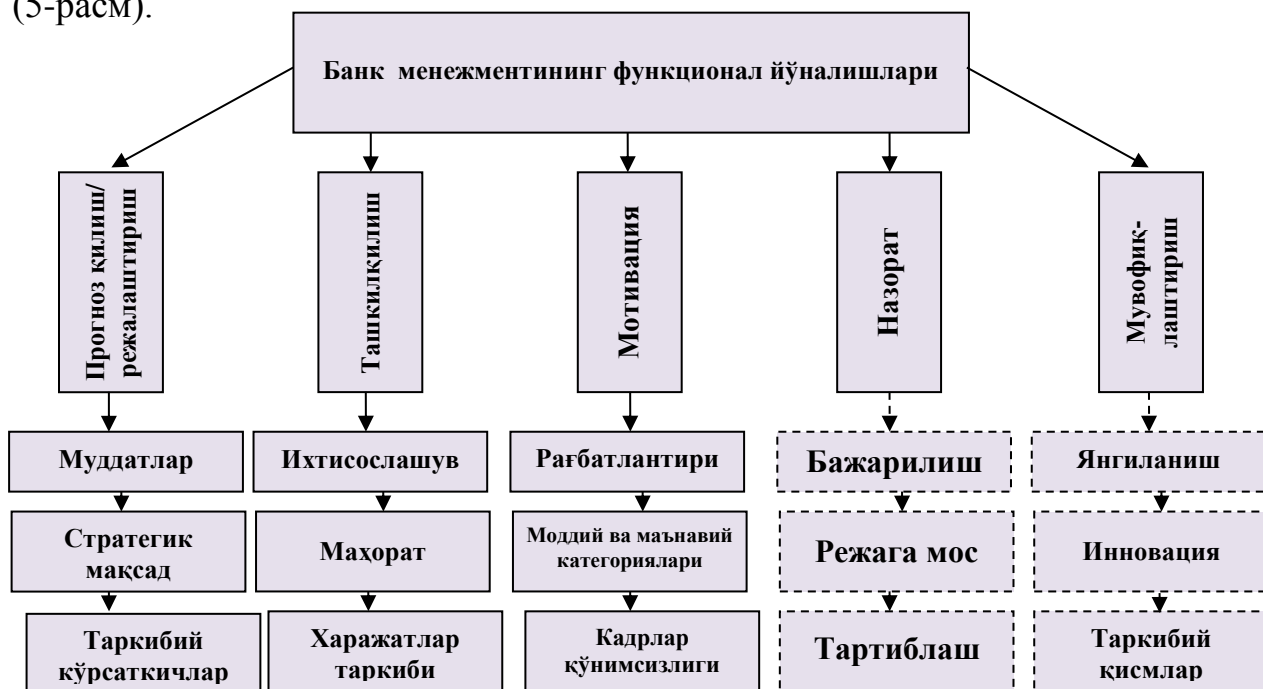 (5-расм).
Банк менежментининг функционал йўналишлари
Прогноз қилиш/
режалаштириш
Ташкилқилиш
Мотивация
Назорат
Мувофиқ-
лаштириш
Муддатлар
Ихтисослашув
Рағбатлантири
Бажарилиш
Янгиланиш
Стратегик
мақсад
Маҳорат
Моддий ва маънавий
категориялари
Режага мос
Инновация
Таркибий
кўрсаткичлар
Харажатлар
таркиби
Кадрлар
қўнимсизлиги
Тартиблаш
Таркибий
қисмлар